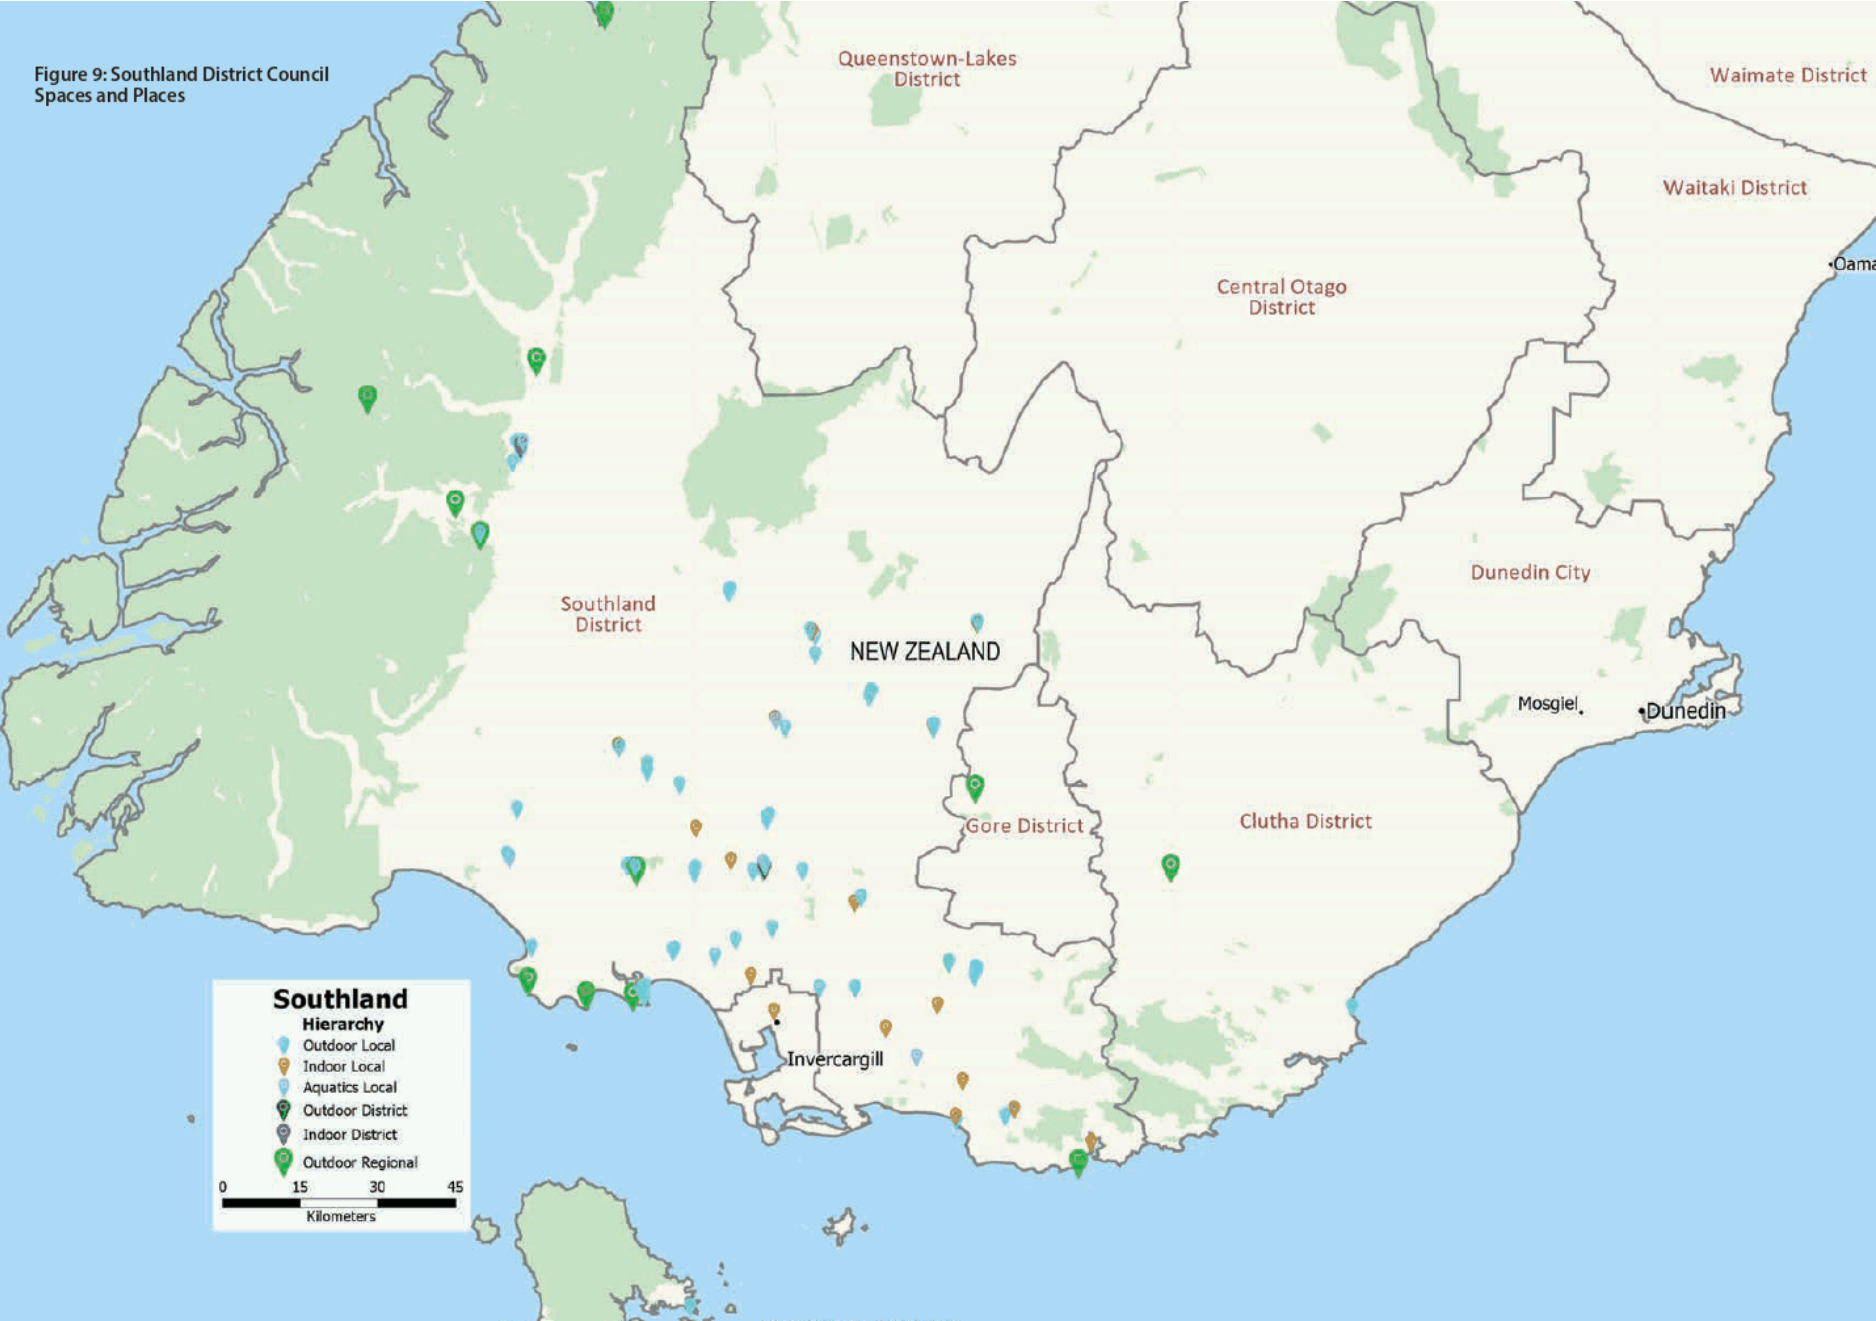 Figure 9: Southland District Council
Spaces and Places
Queenstown-Lakes
District
Waimate District
Waitaki District
Oama
Central Otago
District
Dunedin City
Southland
District
NEW ZEALAND
Mosgiel
Dunedin
Gore District
Clutha District
Invercargill
Southland
Hierarchy
Outdoor Local
Indoor Local
Aquatics Local
Outdoor District
Indoor District
Outdoor Regional
0 15 30 45
Kilometers